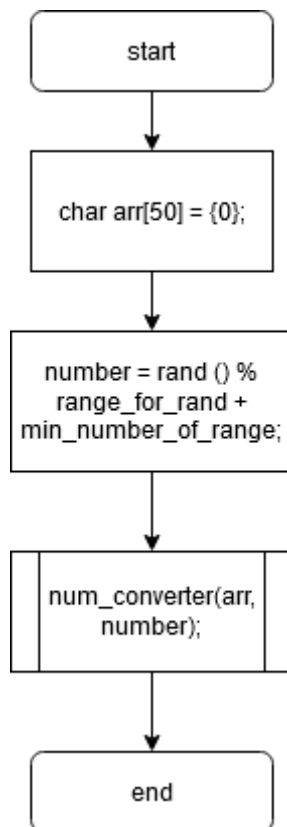 start
char arr[50] = {0};
number = rand () %
range_for_rand +
min_number_of_range;
num_converter(arr,
number);
end